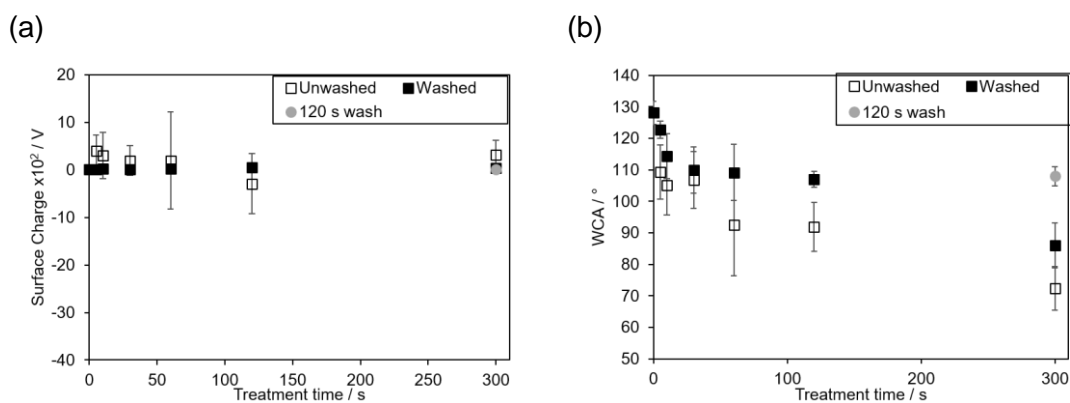 (a)
20
10
0
-10
-20
-30
-40
0 50 100 150 200 250 300
Surface Charge x10² / V
Treatment time / s
Unwashed Washed
120 s wash
(b)
140
130
120
110
100
90
80
70
60
50
0 100 200 300
WCA / °
Treatment time / s
Unwashed Washed
120 s wash